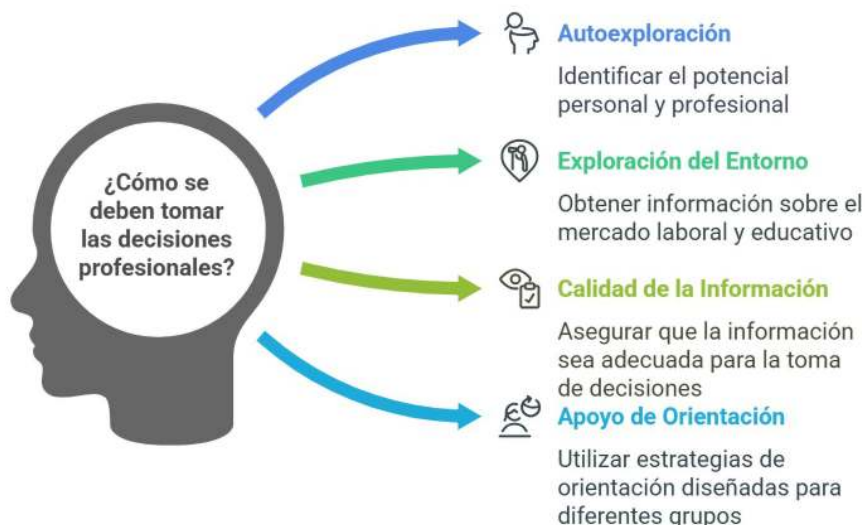 ¿Cómo se
deben tomar
las decisiones
profesionales?
Autoexploración
Identificar el potencial
personal y profesional
Exploración del Entorno
Obtener información sobre el
mercado laboral y educativo
Calidad de la Información
Asegurar que la información
sea adecuada para la toma
de decisiones
Apoyo de Orientación
Utilizar estrategias de
orientación diseñadas para
diferentes grupos